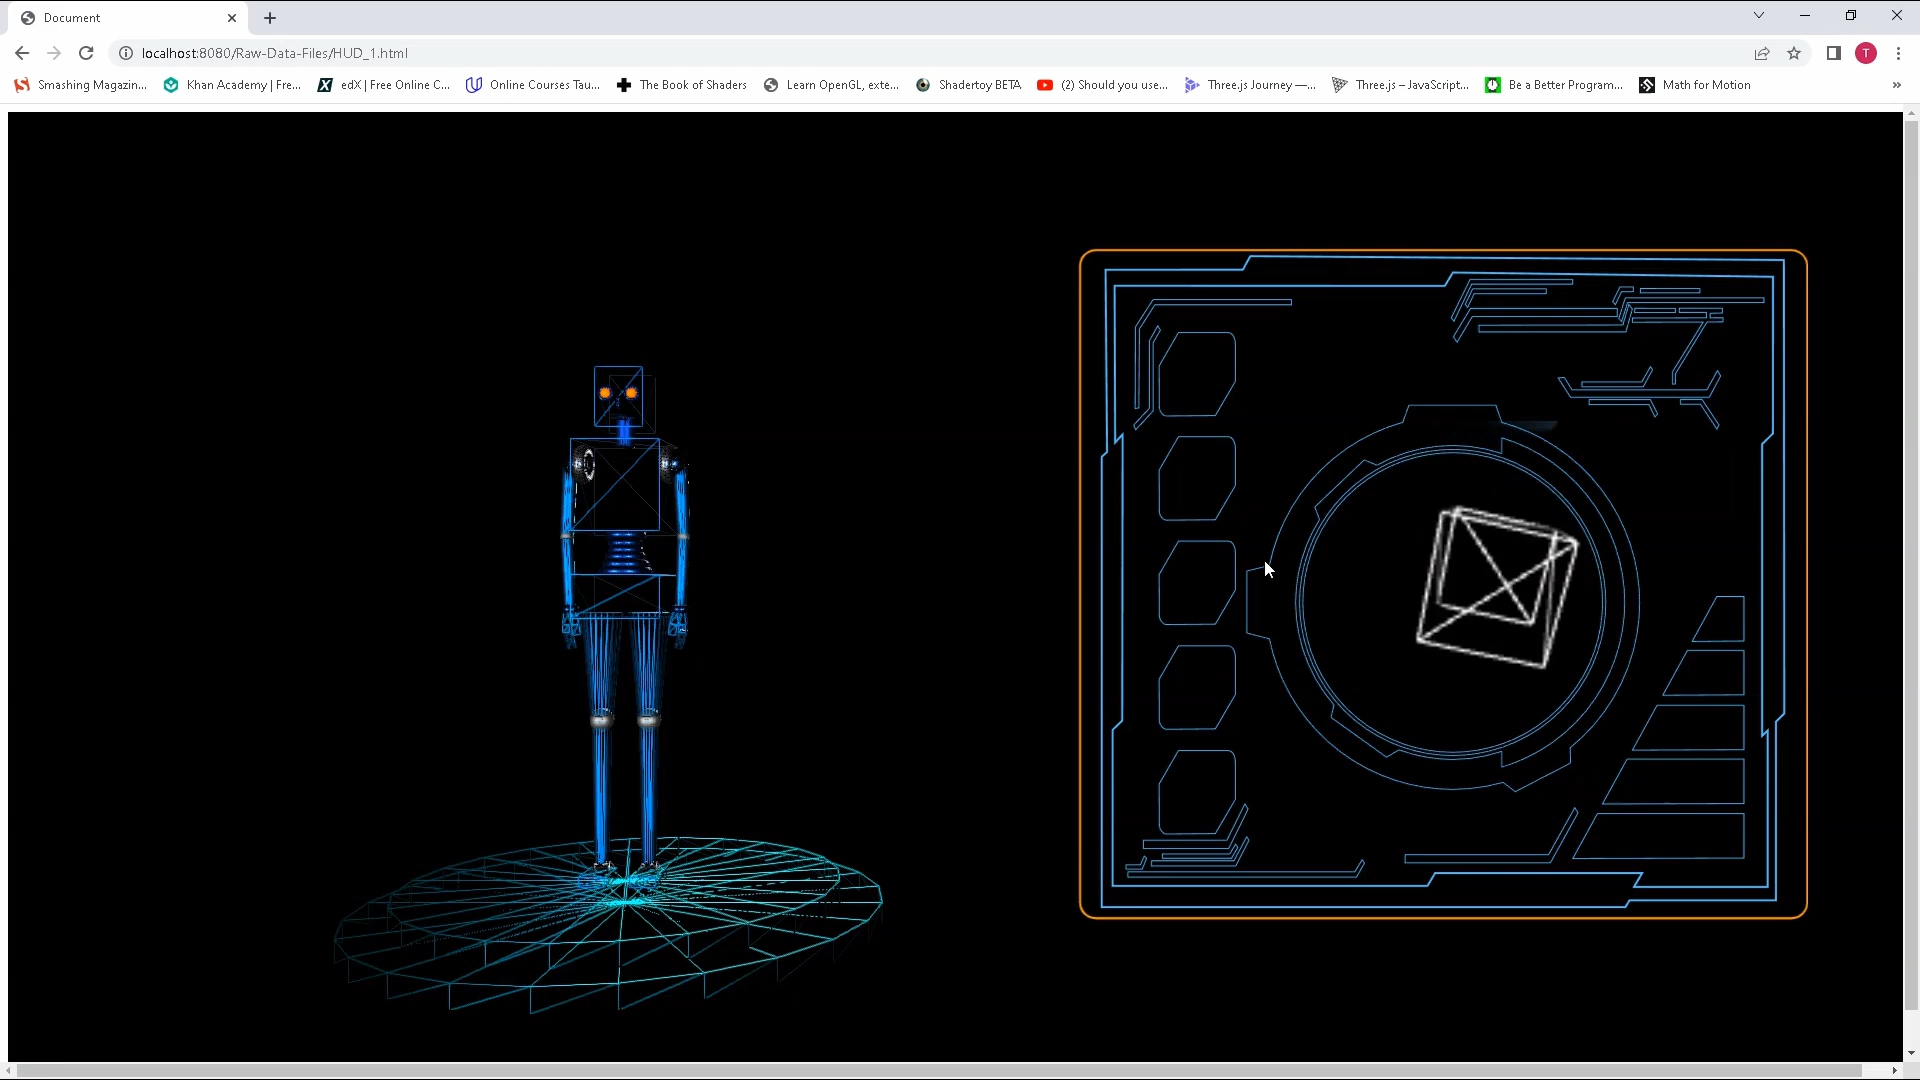 Document
localhost:8080/Raw-Data-Files/HUD_1.html
T
Smashing Magazin... Khan Academy | Fre... edX | Free Online C... Online Courses Tau... The Book of Shaders Learn OpenGL, exte... Shadertoy BETA (2) Should you use... Three.js Journey —... Three.js – JavaScript... Be a Better Program... Math for Motion »